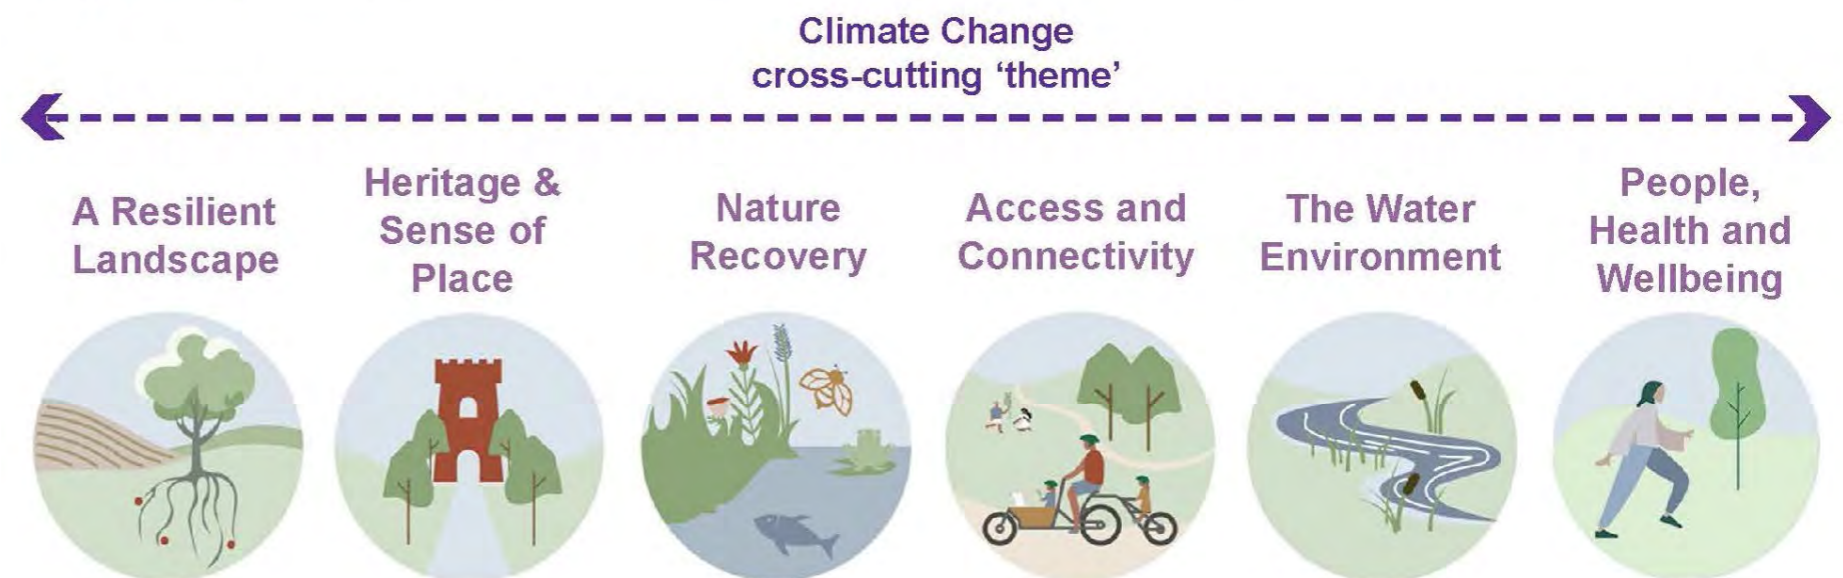 Climate Change
cross-cutting ‘theme’
A Resilient
Landscape
Heritage &
Sense of
Place
Nature
Recovery
Access and
Connectivity
The Water
Environment
People,
Health and
Wellbeing